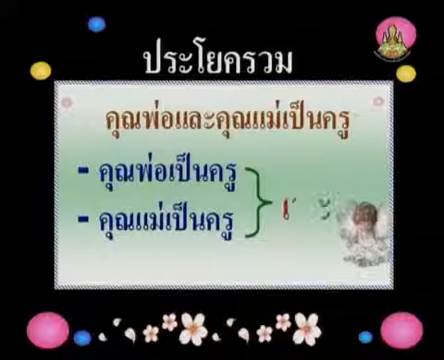 ประโยครวม
คุณพ่อและคุณแม่เป็นครู
- คุณพ่อเป็นครู
- คุณแม่เป็นครู